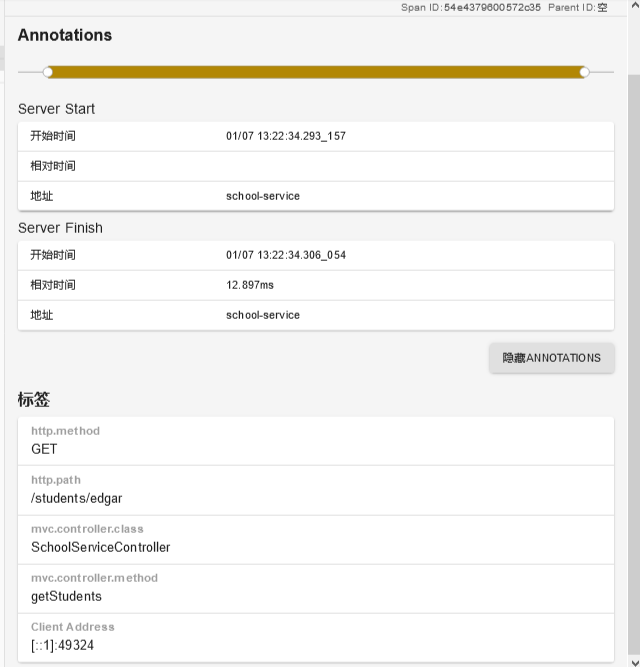 Span ID: 54e4379600572c35 Parent ID: 空
Annotations
Server Start
开始时间 01/07 13:22:34.293_157
相对时间
地址 school-service
Server Finish
开始时间 01/07 13:22:34.306_054
相对时间 12.897ms
地址 school-service
隐藏ANNOTATIONS
标签
http.method
GET
http.path
/students/edgar
mvc.controller.class
SchoolServiceController
mvc.controller.method
getStudents
Client Address
[::1]:49324